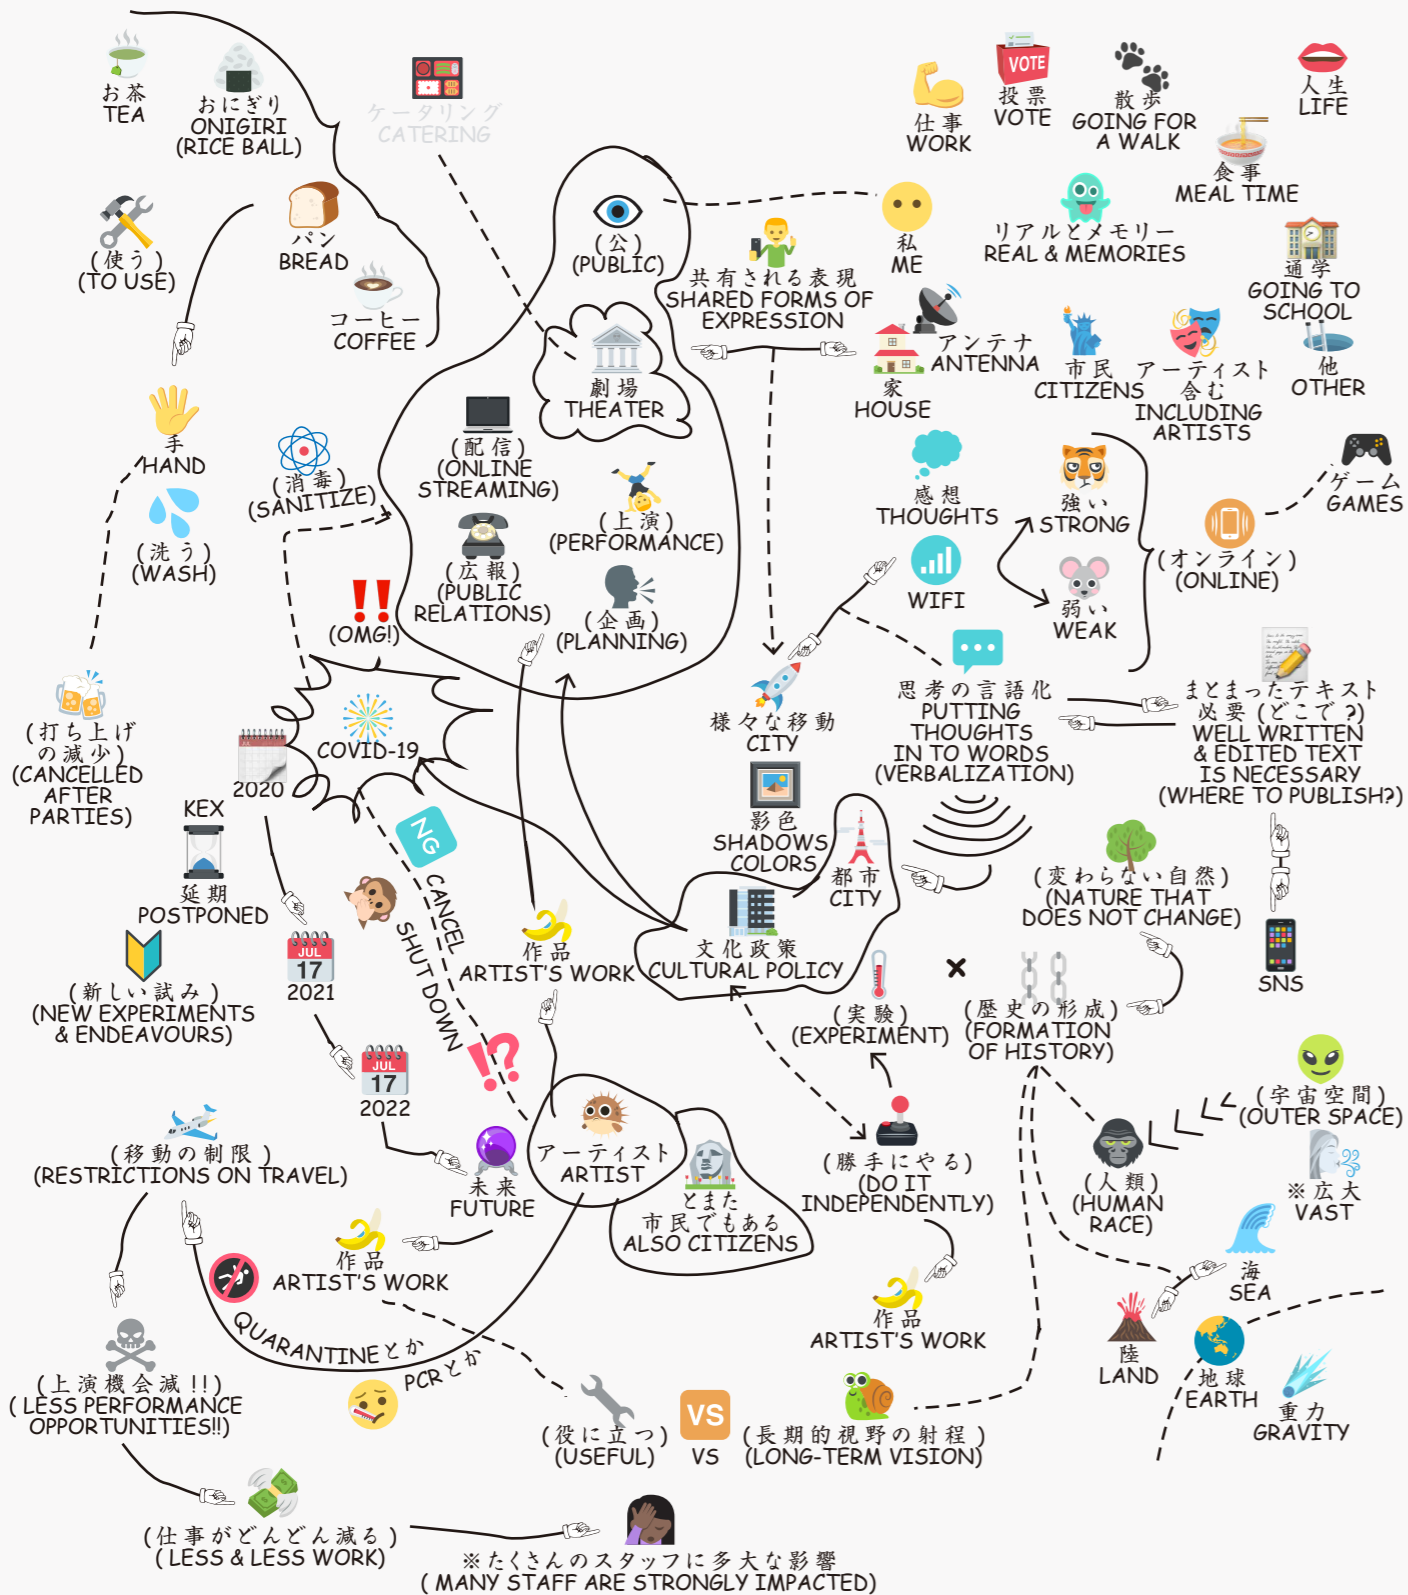 お茶
TEA
おにぎり
ONIGIRI
(RICE BALL)
ケータリング
CATERING
仕事
WORK
VOTE
投票
VOTE
散歩
GOING FOR
A WALK
人生
LIFE
食事
MEAL TIME
(使う)
(TO USE)
パン
BREAD
コーヒー
COFFEE
(公)
(PUBLIC)
共有される表現
SHARED FORMS OF
EXPRESSION
私
ME
リアルとメモリー
REAL & MEMORIES
通学
GOING TO
SCHOOL
劇場
THEATER
アンテナ
ANTENNA
家
HOUSE
市民
CITIZENS
アーティスト
含む
INCLUDING
ARTISTS
他
OTHER
手
HAND
(消毒)
(SANITIZE)
(配信)
(ONLINE
STREAMING)
(上演)
(PERFORMANCE)
感想
THOUGHTS
強い
STRONG
ゲーム
GAMES
(洗う)
(WASH)
(広報)
(PUBLIC
RELATIONS)
(企画)
(PLANNING)
WIFI
弱い
WEAK
(オンライン)
(ONLINE)
(OMG!)
COVID-19
(打ち上げ
の減少)
(CANCELLED
AFTER
PARTIES)
2020
様々な移動
CITY
思考の言語化
PUTTING
THOUGHTS
IN TO WORDS
(VERBALIZATION)
まとまったテキスト
必要(どこで?)
WELL WRITTEN
& EDITED TEXT
IS NECESSARY
(WHERE TO PUBLISH?)
KEX
延期
POSTPONED
NG
CANCEL
SHUT DOWN
影色
SHADOWS
COLORS
都市
CITY
(変わらない自然)
(NATURE THAT
DOES NOT CHANGE)
SNS
(新しい試み)
(NEW EXPERIMENTS
& ENDEAVOURS)
JUL
17
2021
作品
ARTIST'S WORK
文化政策
CULTURAL POLICY
(実験)
(EXPERIMENT)
×
(歴史の形成)
(FORMATION
OF HISTORY)
JUL
17
2022
(移動の制限)
(RESTRICTIONS ON TRAVEL)
未来
FUTURE
アーティスト
ARTIST
とまた
市民でもある
ALSO CITIZENS
(勝手にやる)
(DO IT
INDEPENDENTLY)
(人類)
(HUMAN
RACE)
(宇宙空間)
(OUTER SPACE)
※広大
VAST
作品
ARTIST'S WORK
QUARANTINEとか
PCRとか
作品
ARTIST'S WORK
海
SEA
陸
LAND
地球
EARTH
重力
GRAVITY
(上演機会減!!)
( LESS PERFORMANCE
OPPORTUNITIES!!)
(役に立つ)
(USEFUL)
VS
VS
(長期的視野の射程)
(LONG-TERM VISION)
(仕事がどんどん減る)
( LESS & LESS WORK)
※たくさんのスタッフに多大な影響
( MANY STAFF ARE STRONGLY IMPACTED)